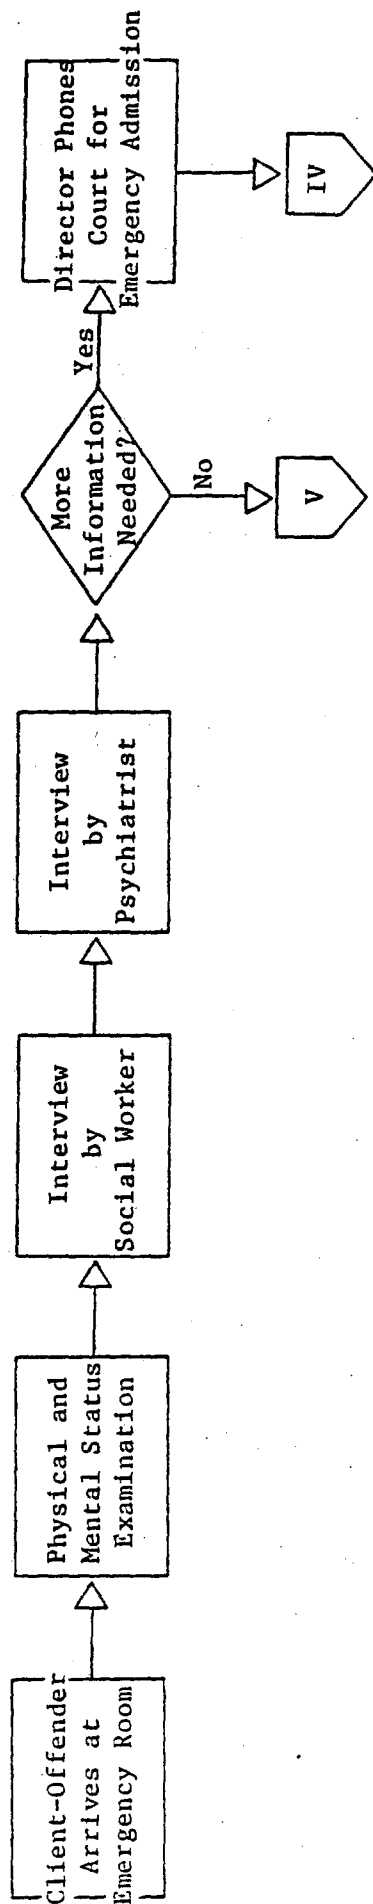 Client-Offender
Arrives at
Emergency Room
Physical and
Mental Status
Examination
Interview
by
Social Worker
Interview
by
Psychiatrist
More
Information
Needed?
Yes
No
Director Phones
Court for
Emergency Admission
IV
V